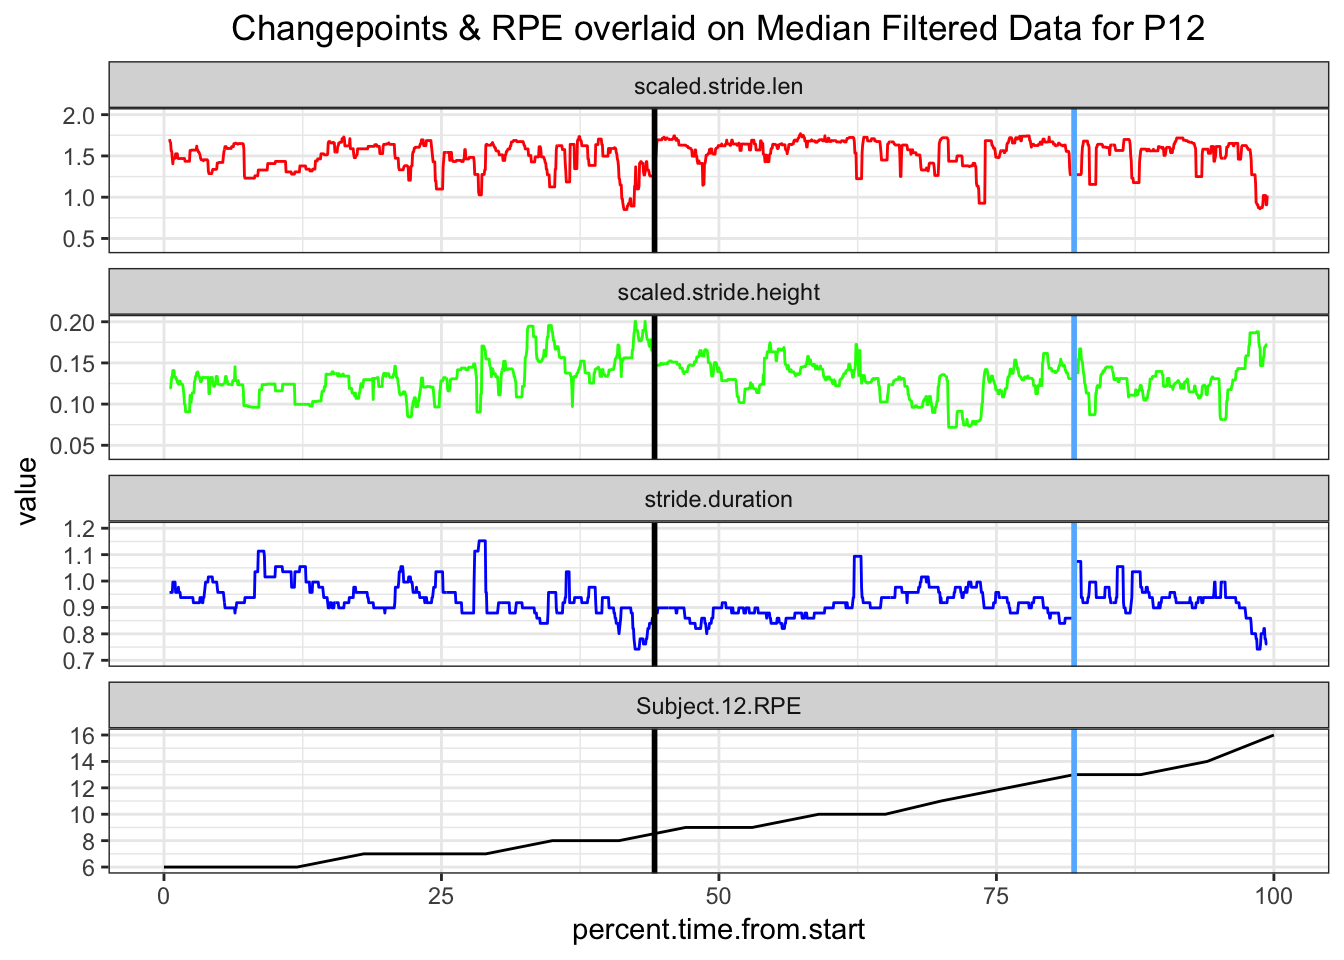 Changepoints & RPE overlaid on Median Filtered Data for P12
scaled.stride.len
2.0
1.5
1.0
0.5
scaled.stride.height
0.20
0.15
0.10
0.05
value
stride.duration
1.2
1.1
1.0
0.9
0.8
0.7
Subject.12.RPE
16
14
12
10
8
6
0 25 50 75 100
percent.time.from.start